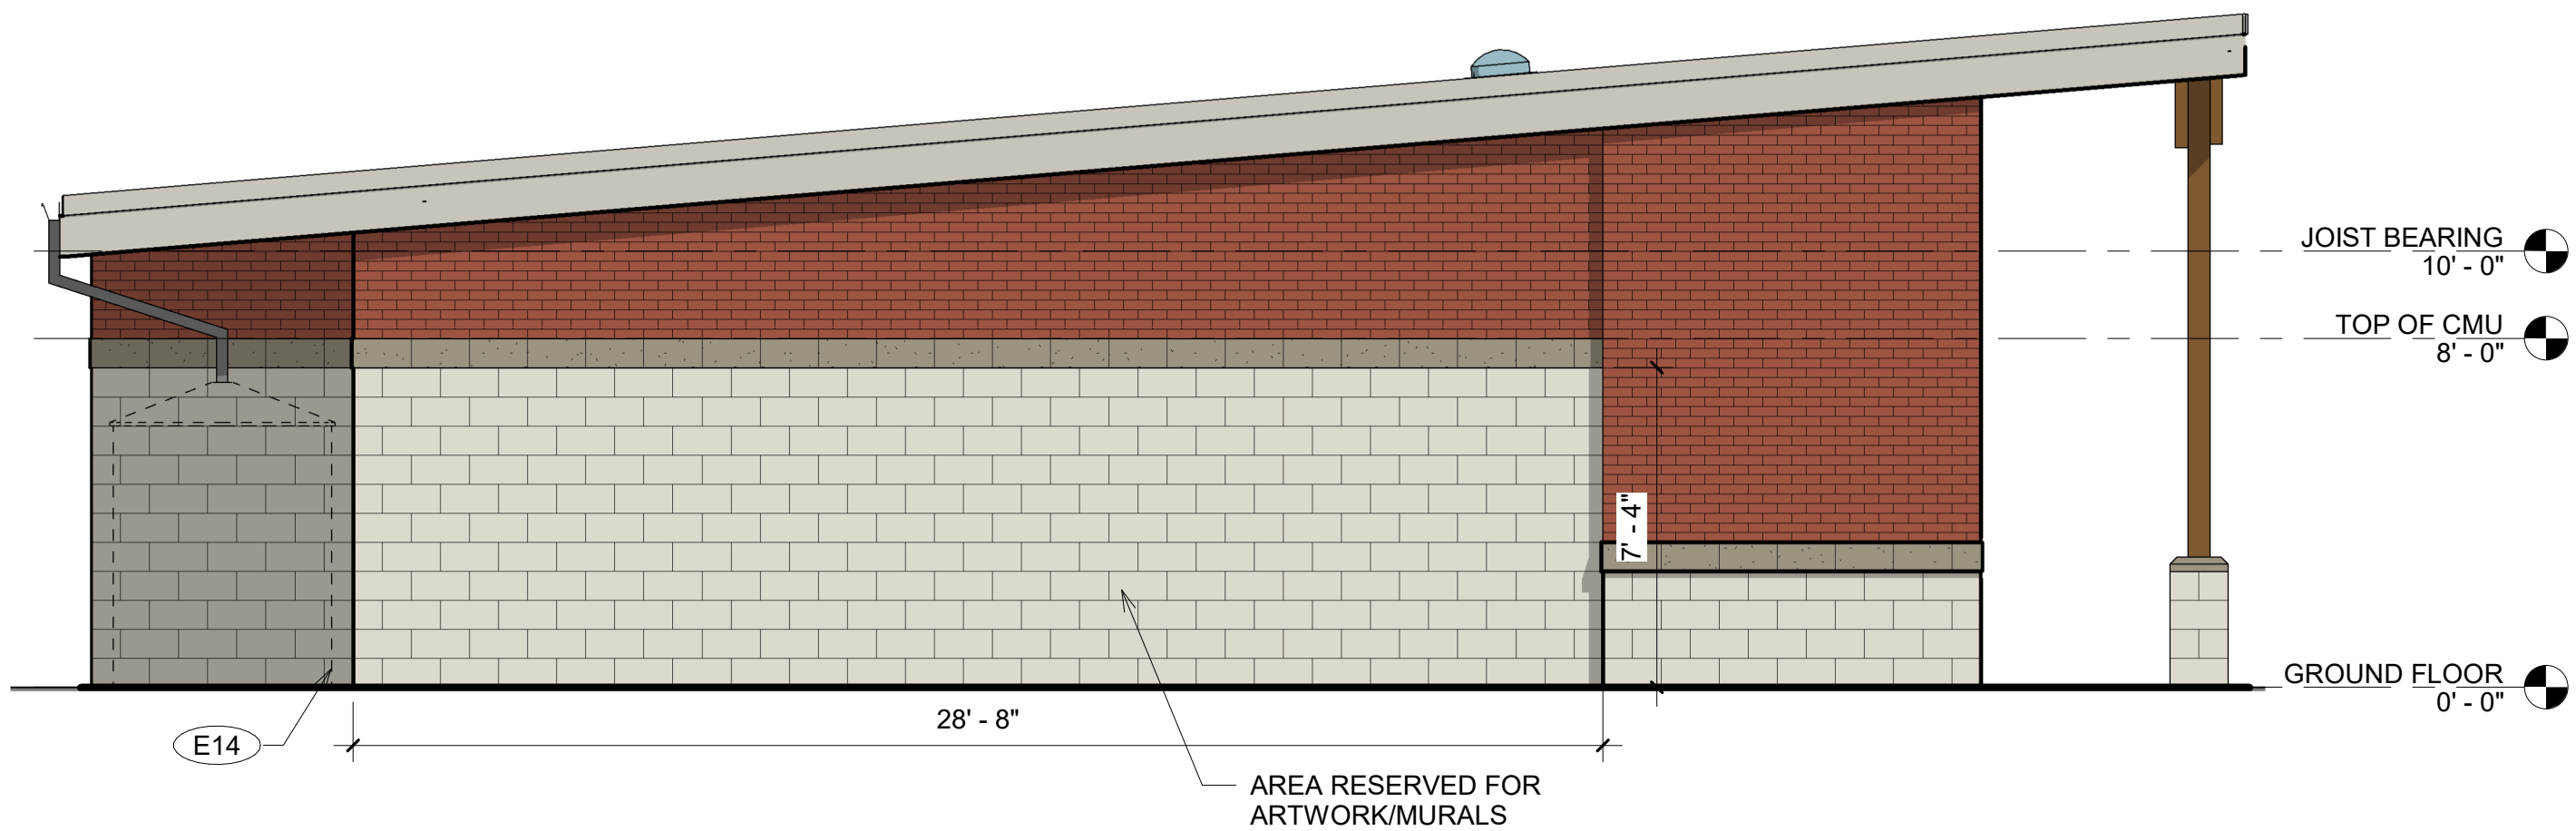 JOIST BEARING
10' - 0"
TOP OF CMU
8' - 0"
7' - 4"
GROUND FLOOR
0' - 0"
28' - 8"
E14
AREA RESERVED FOR
ARTWORK/MURALS